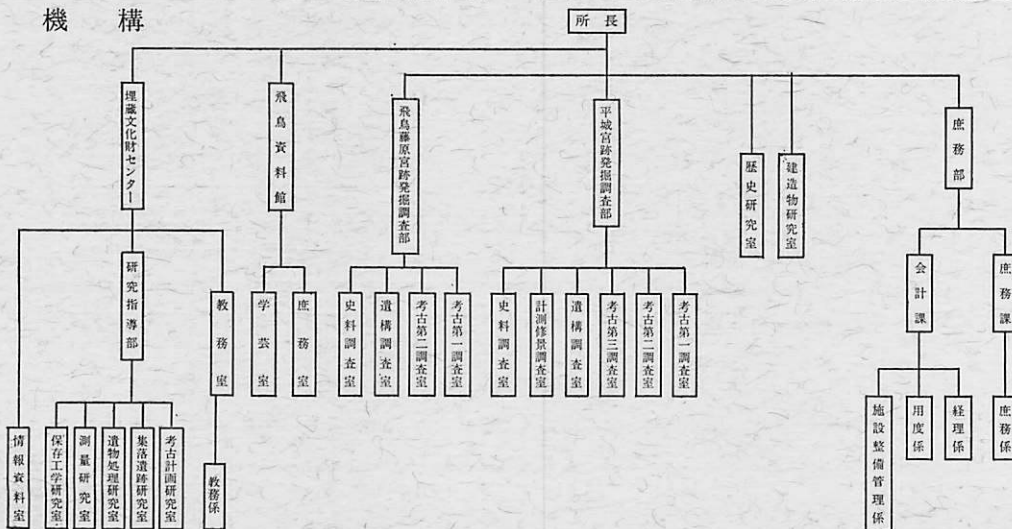 機構
所長
庶務部
庶務課
庶務係
会計課
経理係
用度係
施設整備管理係
建造物研究室
歴史研究室
平城宮跡発掘調査部
考古第一調査室
考古第二調査室
考古第三調査室
遺構調査室
計測修景調査室
史料調査室
飛鳥藤原宮跡発掘調査部
考古第一調査室
考古第二調査室
遺構調査室
史料調査室
飛鳥資料館
庶務室
学芸室
埋蔵文化財センター
教務室
教務係
研究指導部
考古計画研究室
集落遺跡研究室
遺物処理研究室
測量研究室
保存工学研究室
情報資料室